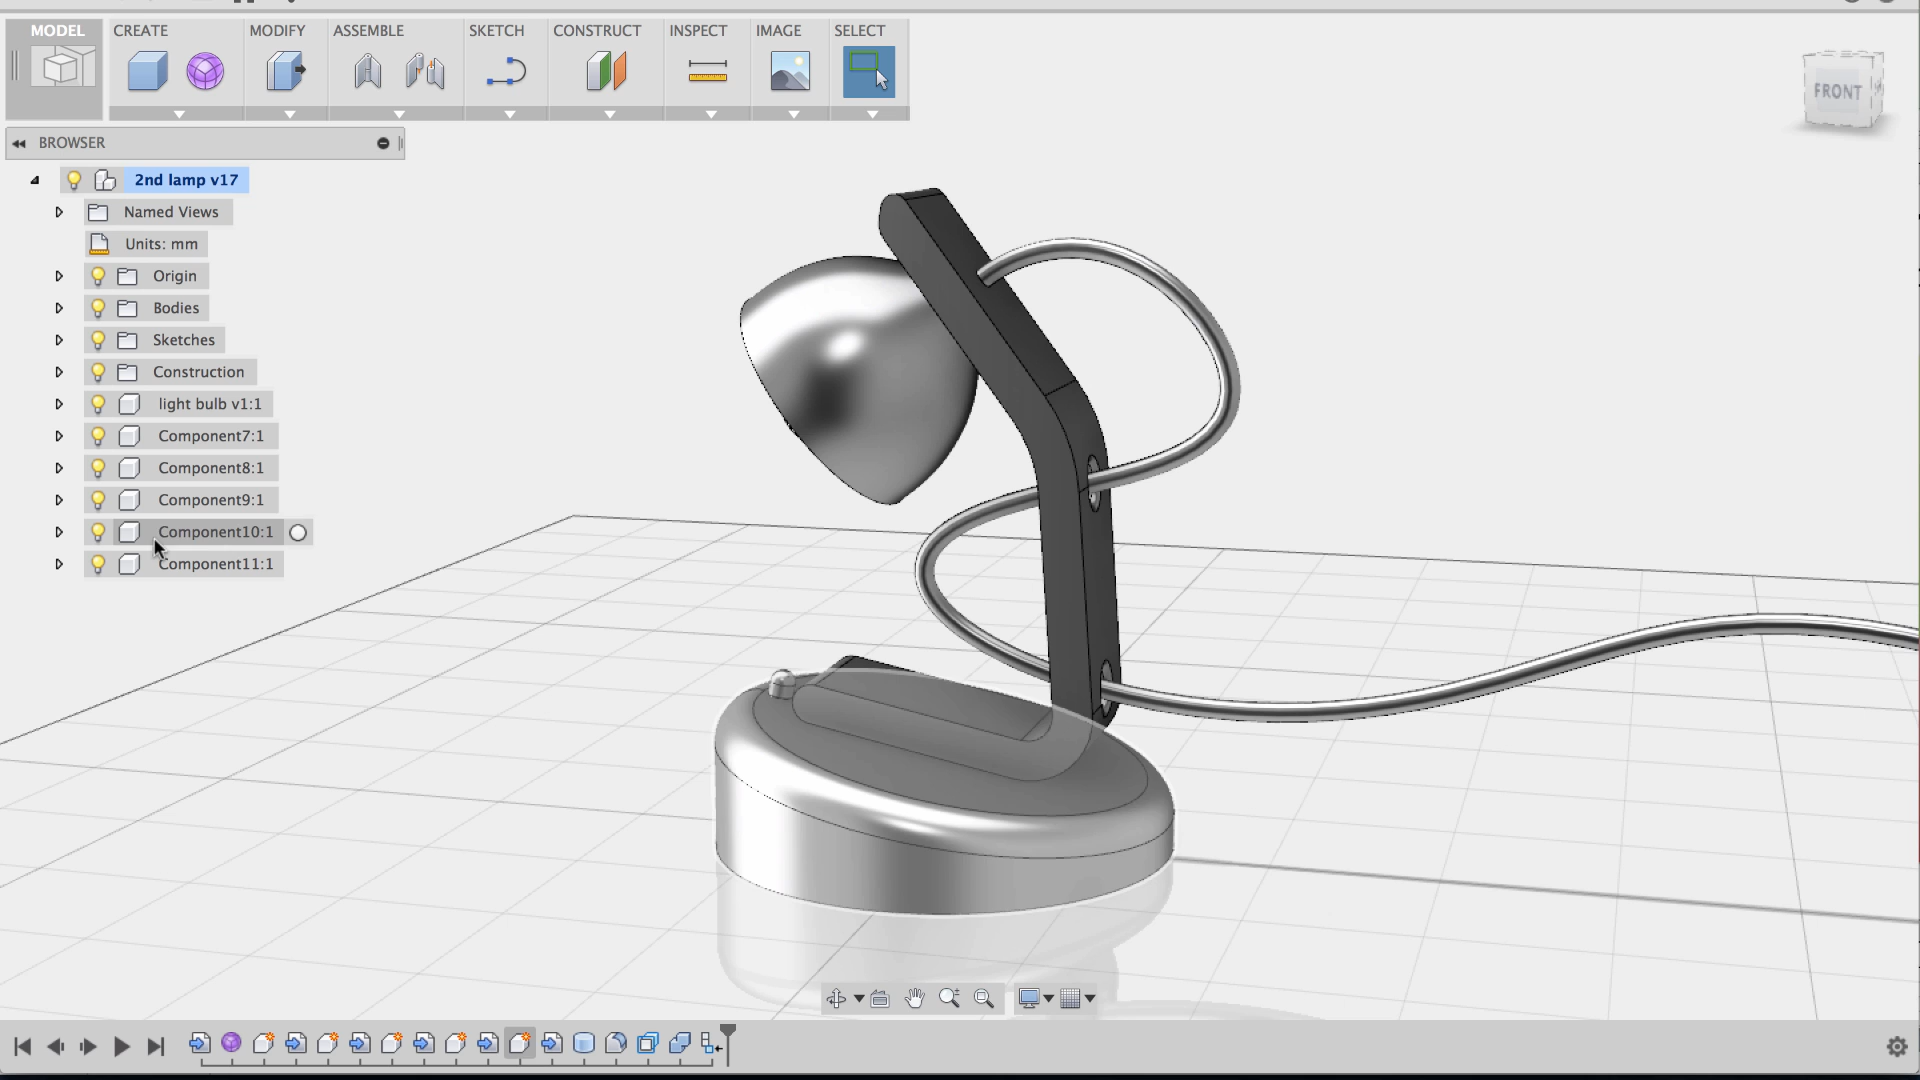 MODEL
CREATE
MODIFY
ASSEMBLE
SKETCH
CONSTRUCT
INSPECT
IMAGE
SELECT
FRONT
BROWSER
2nd lamp v17
Named Views
Units: mm
Origin
Bodies
Sketches
Construction
light bulb v1:1
Component7:1
Component8:1
Component9:1
Component10:1
Component11:1